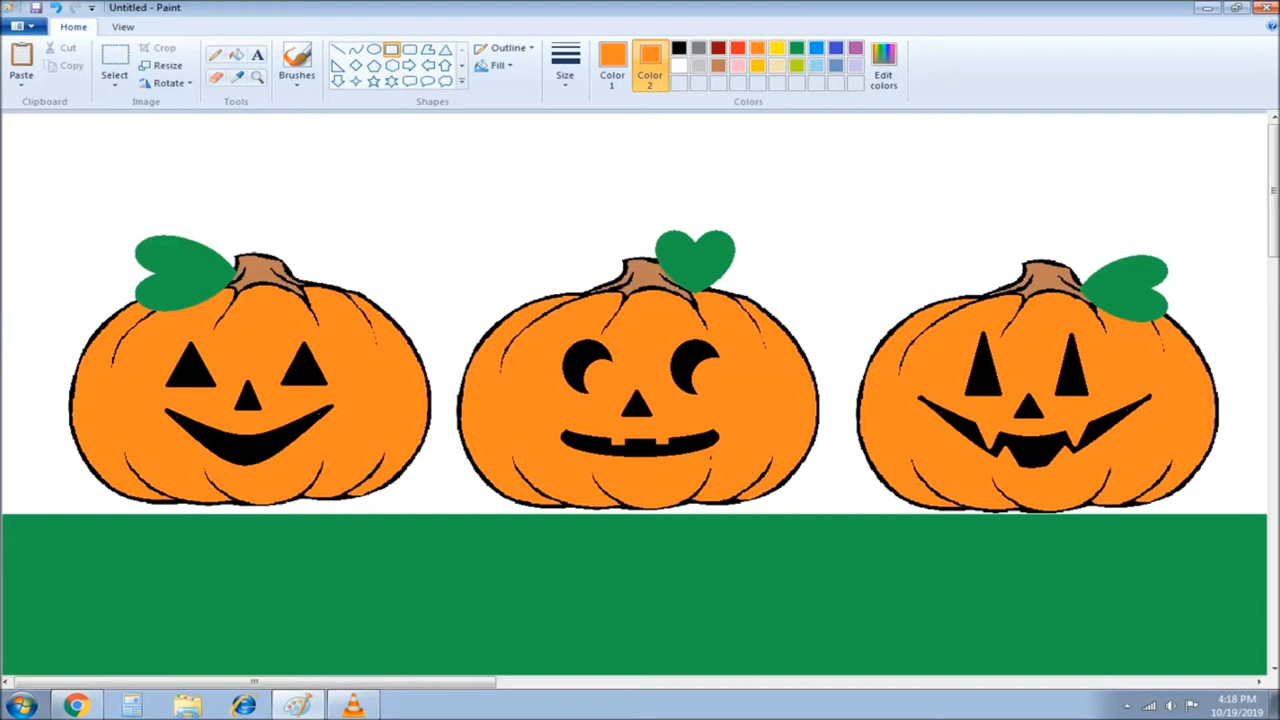 Untitled - Paint
Home View
Paste
Cut
Copy
Clipboard
Select
Crop
Resize
Rotate
Image
A
Tools
Brushes
Outline
Fill
Shapes
Size
Color 1
Color 2
Edit colors
Colors
4:18 PM
10/19/2019